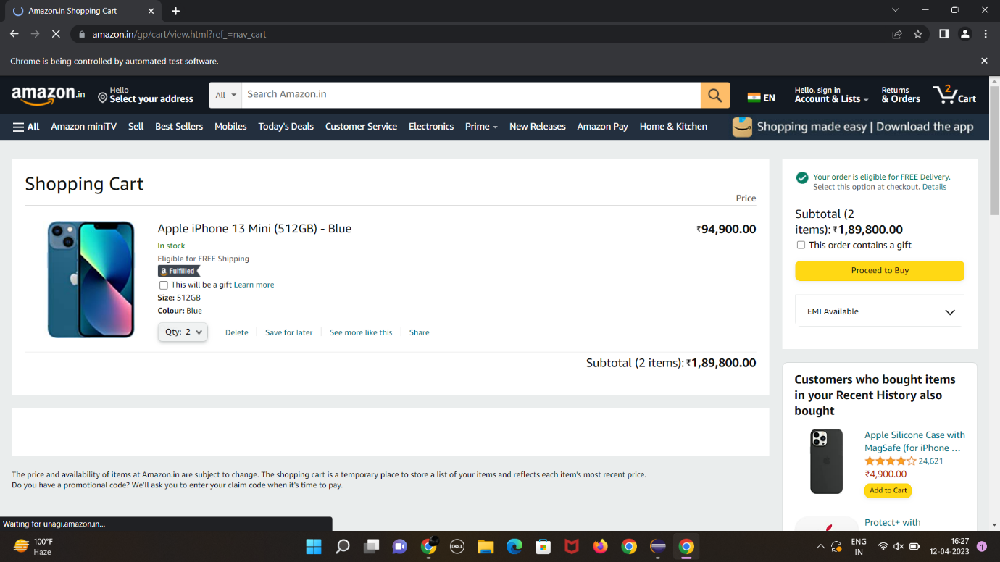 Amazon.in Shopping Cart
amazon.in/gp/cart/view.html?ref_=nav_cart
Chrome is being controlled by automated test software.
amazon.in
Hello
Select your address
All
Search Amazon.in
EN
Hello, sign in
Account & Lists
Returns
& Orders
2
Cart
All
Amazon miniTV
Sell
Best Sellers
Mobiles
Today's Deals
Customer Service
Electronics
Prime
New Releases
Amazon Pay
Home & Kitchen
Shopping made easy | Download the app
Shopping Cart
Price
Apple iPhone 13 Mini (512GB) - Blue
₹94,900.00
In stock
Eligible for FREE Shipping
a Fulfilled
This will be a gift Learn more
Size: 512GB
Colour: Blue
Qty: 2
Delete
Save for later
See more like this
Share
Subtotal (2 items): ₹1,89,800.00
Your order is eligible for FREE Delivery.
Select this option at checkout. Details
Subtotal (2
items): ₹1,89,800.00
This order contains a gift
Proceed to Buy
EMI Available
Customers who bought items
in your Recent History also
bought
Apple Silicone Case with
MagSafe (for iPhone ...
24,621
₹4,900.00
Add to Cart
Protect+ with
The price and availability of items at Amazon.in are subject to change. The shopping cart is a temporary place to store a list of your items and reflects each item's most recent price.
Do you have a promotional code? We'll ask you to enter your claim code when it's time to pay.
Waiting for unagi.amazon.in...
100°F
Haze
DELL
ENG
IN
16:27
12-04-2023
1